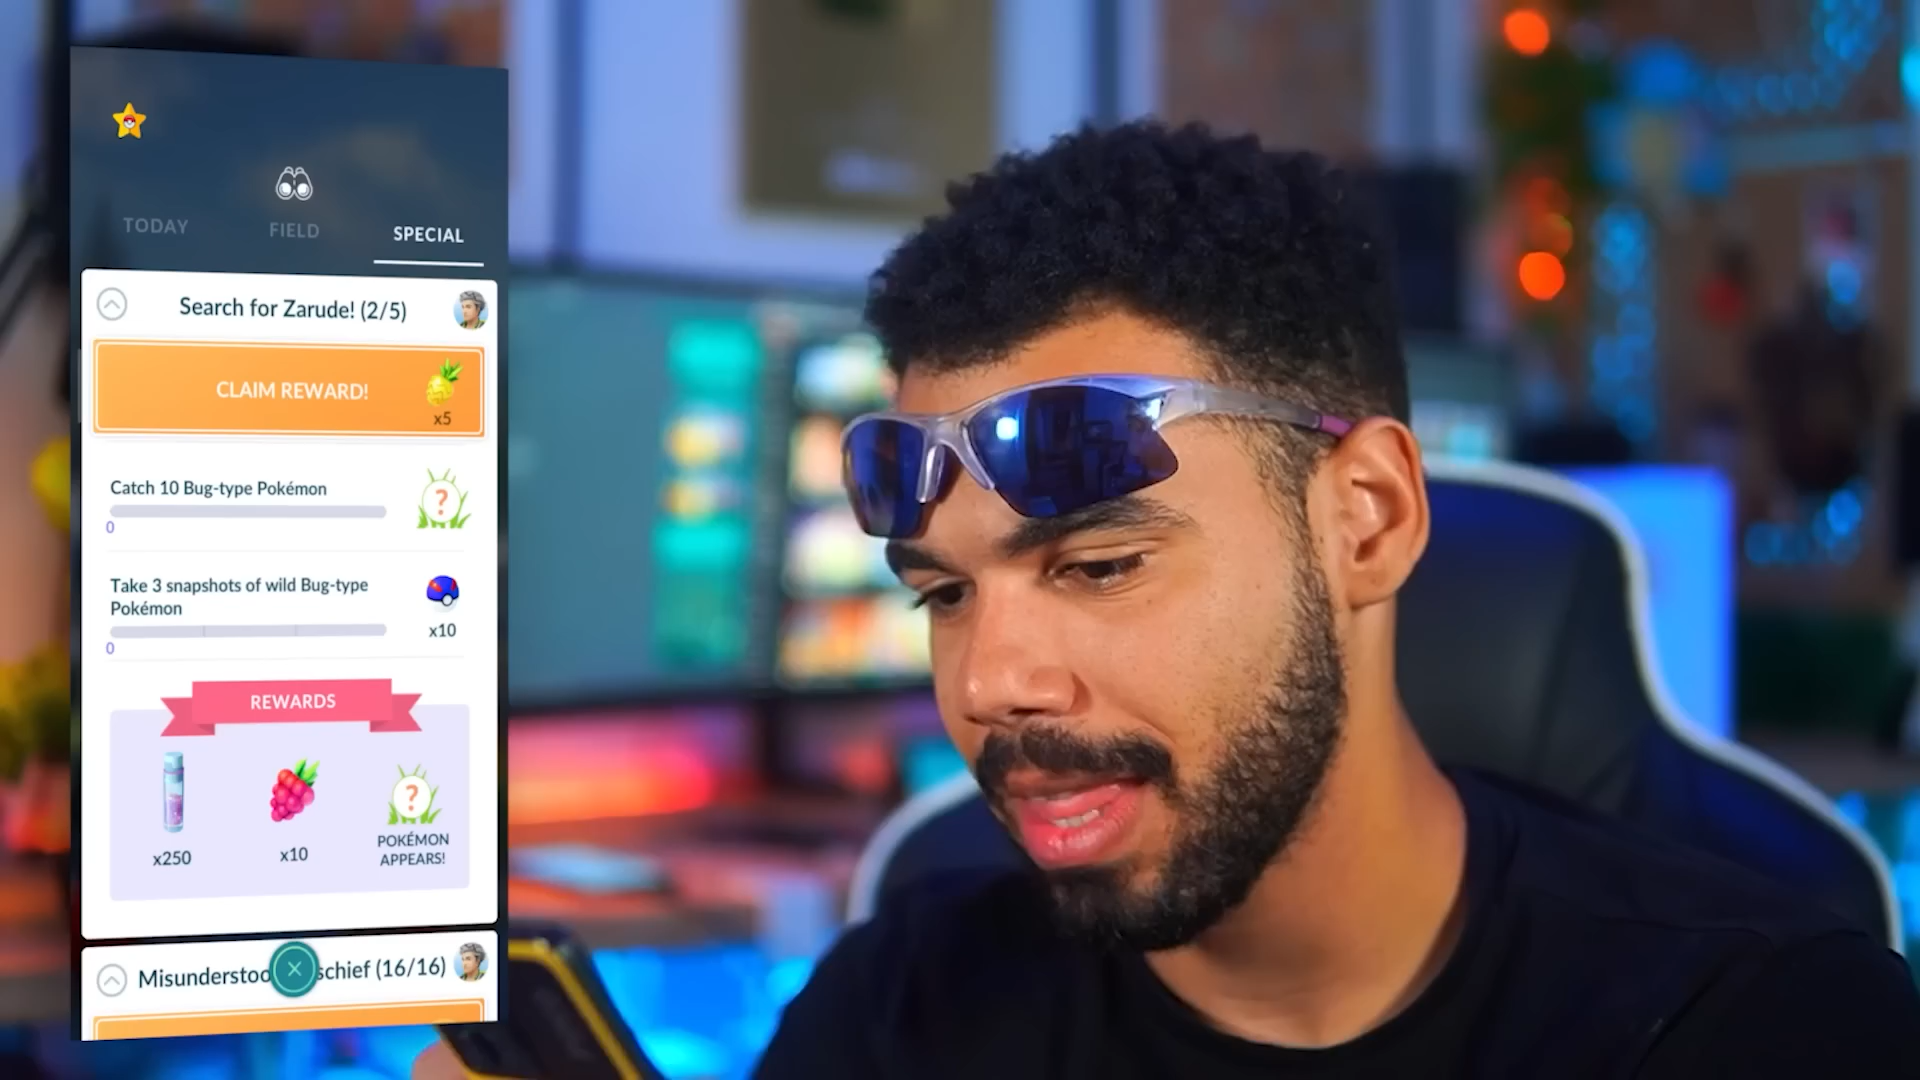 TODAY
FIELD
SPECIAL
Search for Zarude! (2/5)
CLAIM REWARD!
x5
Catch 10 Bug-type Pokémon
0
Take 3 snapshots of wild Bug-type
Pokémon
x10
0
REWARDS
x250
x10
POKÉMON
APPEARS!
Misunderstoo schief (16/16)